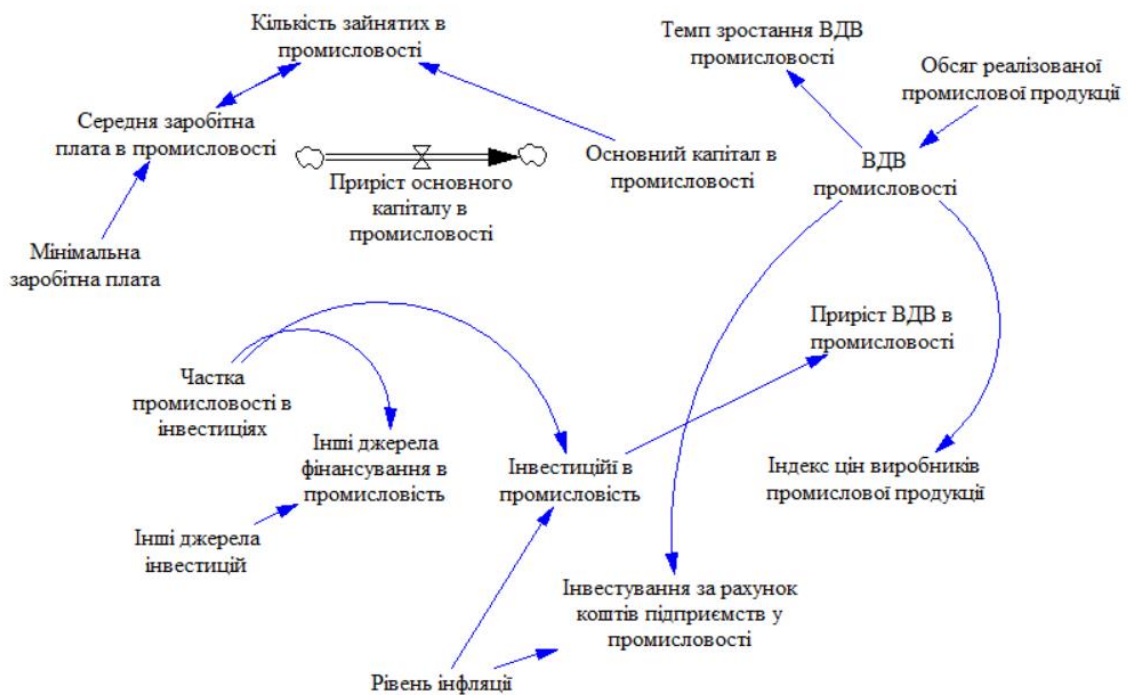 Кількість зайнятих в
промисловості
Темп зростання ВДВ
промисловості
Обсяг реалізованої
промислової продукції
Середня заробітна
плата в промисловості
Приріст основного
капіталу в
промисловості
Основний капітал в
промисловості
ВДВ
промисловості
Мінімальна
заробітна плата
Приріст ВДВ в
промисловості
Частка
промисловості в
інвестиціях
Інші джерела
фінансування в
промисловість
Інвестиційї в
промисловість
Індекс цін виробників
промислової продукції
Інші джерела
інвестицій
Інвестування за рахунок
коштів підприємств у
промисловості
Рівень інфляції